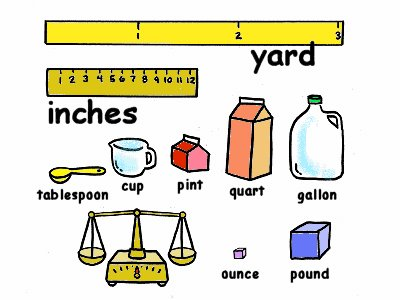 1 2 3
yard
1 2 3 4 5 6 7 8 9 10 11 12
inches
tablespoon cup pint quart gallon
ounce pound